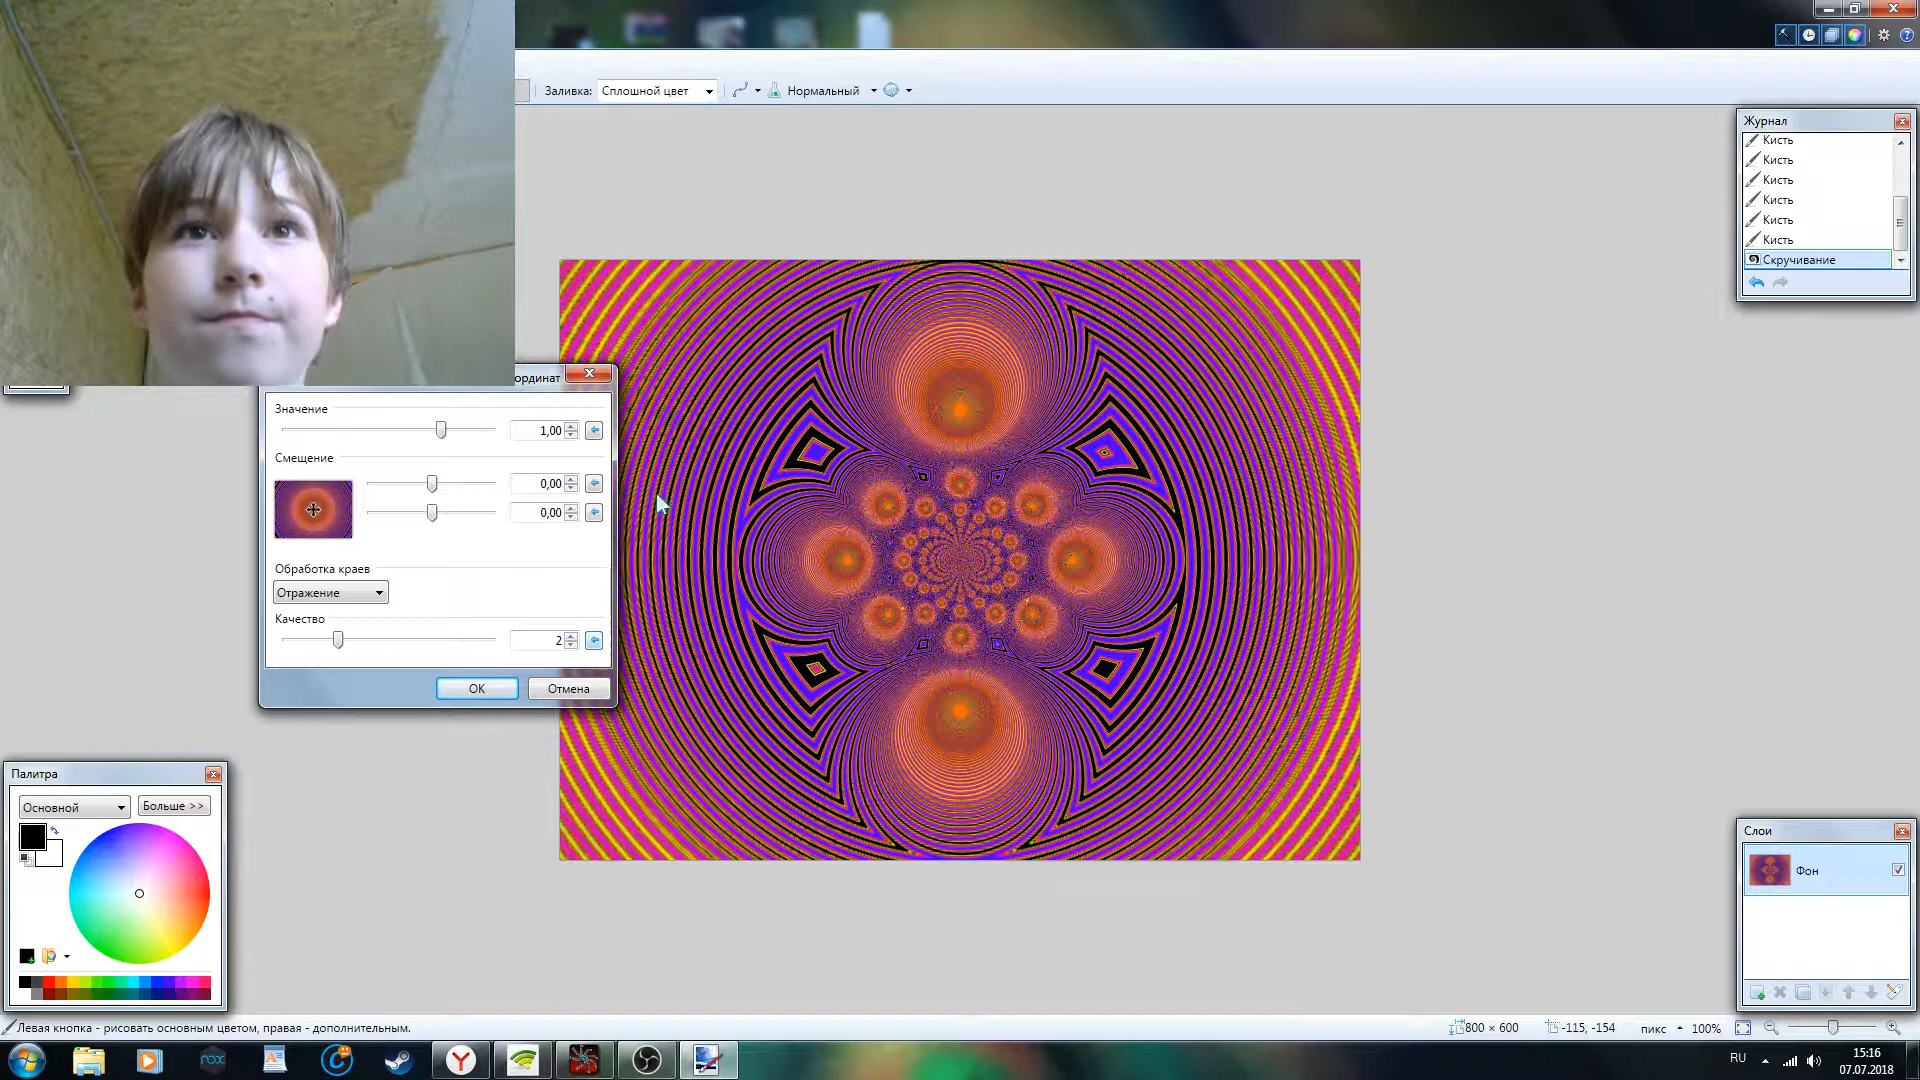 Заливка: Сплошной цвет
Нормальный
Журнал
Кисть
Кисть
Кисть
Кисть
Кисть
Кисть
Скручивание
ординат
Значение
1,00
Смещение
0,00
0,00
Обработка краев
Отражение
Качество
2
ОК
Отмена
Палитра
Основной
Больше >>
Слои
Фон
Левая кнопка - рисовать основным цветом, правая - дополнительным.
800 × 600
-115, -154
пикс
100%
nox
RU
15:16
07.07.2018